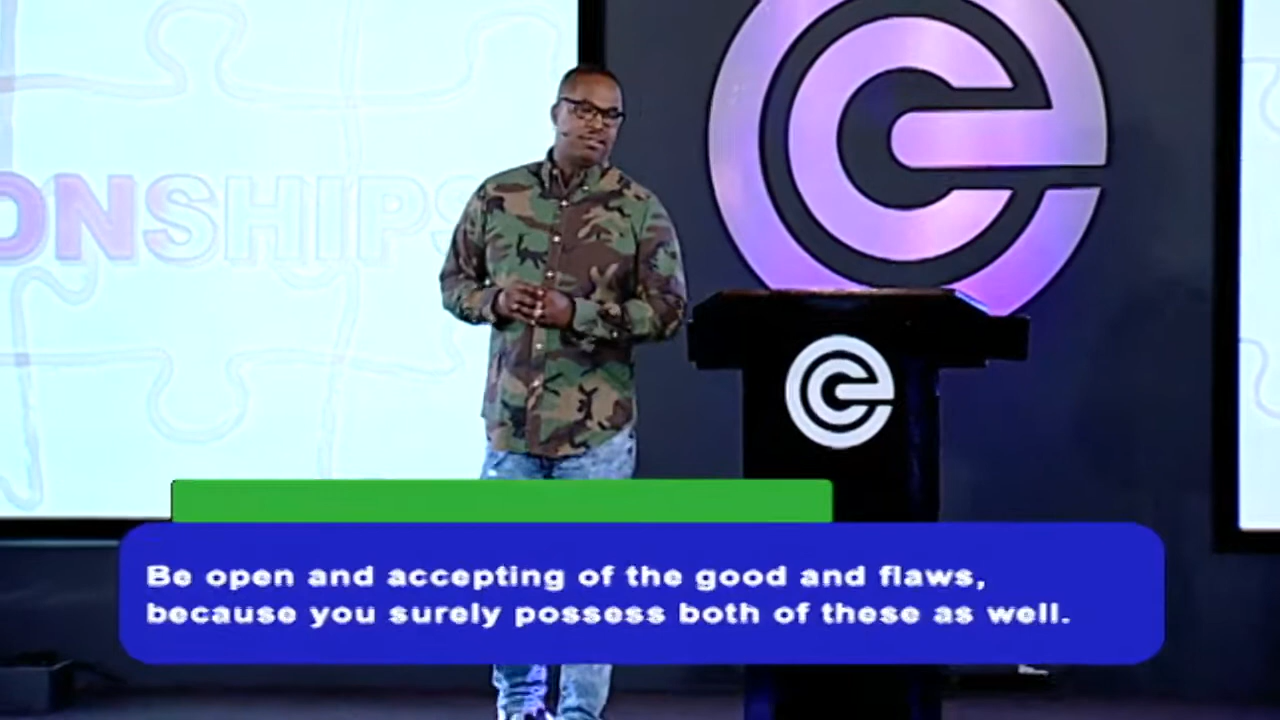 ONSHIPS
Be open and accepting of the good and flaws,
because you surely possess both of these as well.